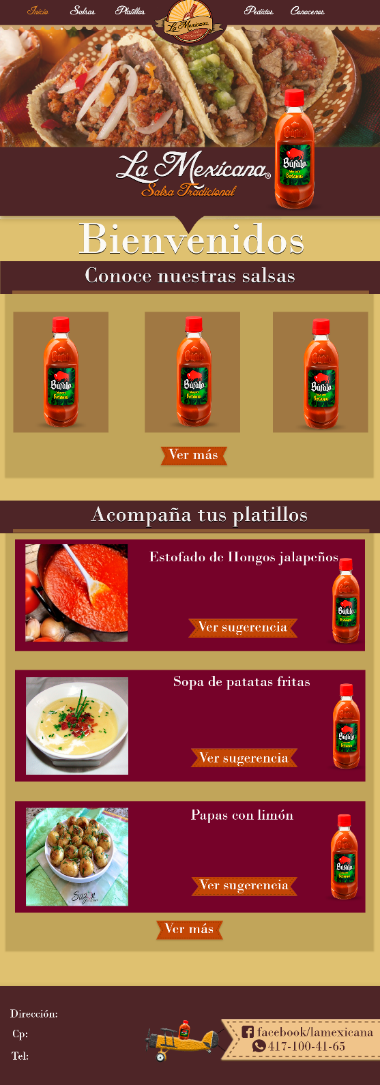 Inicio Salsas Platillos La Mexicana Pedidos Conocenos
La Mexicana
Salsa Tradicional
Búfalo
Bienvenidos
Conoce nuestras salsas
Búfalo Búfalo Búfalo
Ver más
Acompaña tus platillos
Estofado de Hongos jalapeños
Búfalo
Ver sugerencia
Sopa de patatas fritas
Búfalo
Ver sugerencia
Papas con limón
Búfalo
Ver sugerencia
Ver más
Dirección:
Cp:
Tel:
facebook/lamexicana
417-100-41-65